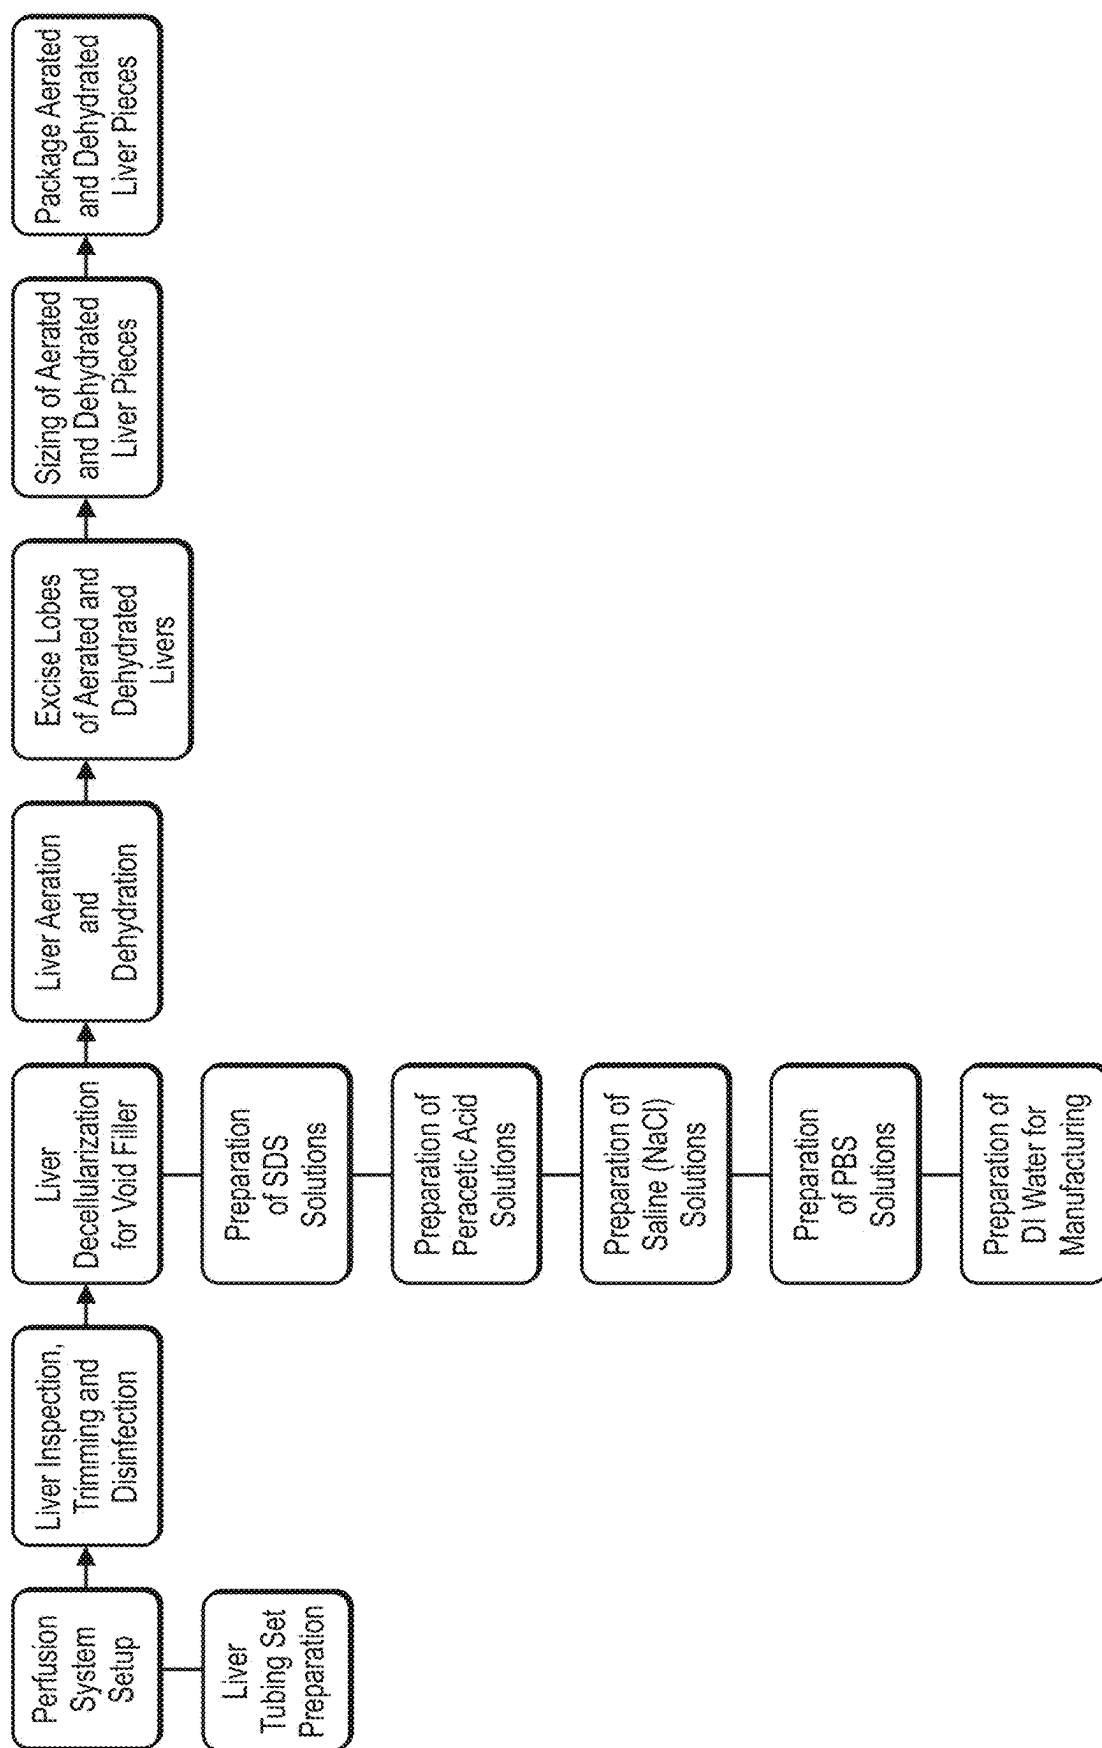 Perfusion
System
Setup
Liver
Tubing Set
Preparation
Liver Inspection,
Trimming and
Disinfection
Liver
Decellularization
for Void Filler
Preparation
of SDS
Solutions
Preparation of
Peracetic Acid
Solutions
Preparation of
Saline (NaCl)
Solutions
Preparation
of PBS
Solutions
Preparation of
DI Water for
Manufacturing
Liver Aeration
and
Dehydration
Excise Lobes
of Aerated and
Dehydrated
Livers
Sizing of Aerated
and Dehydrated
Liver Pieces
Package Aerated
and Dehydrated
Liver Pieces